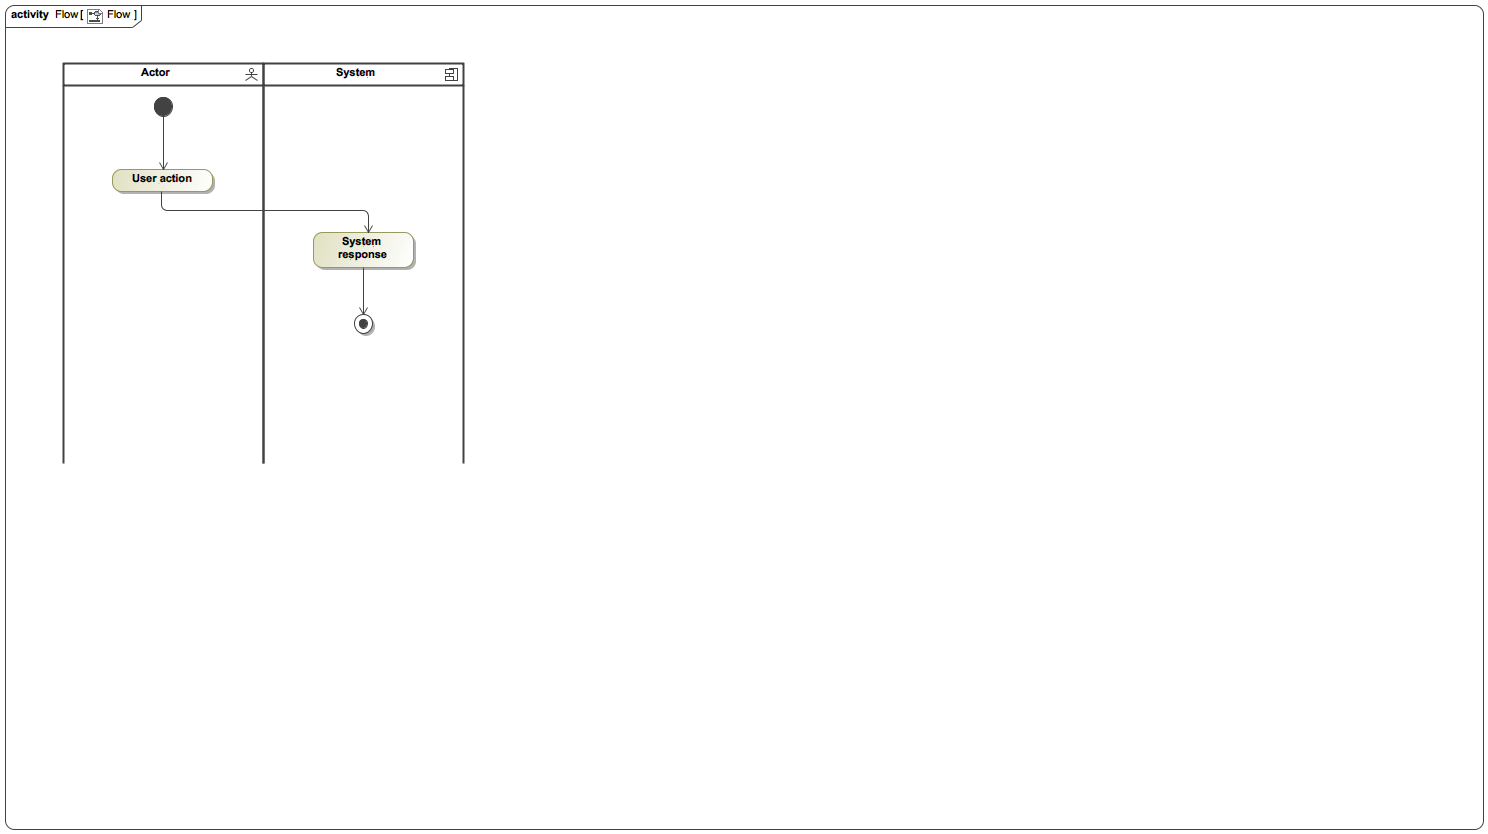 activity Flow [ Flow ]
Actor
System
User action
System
response